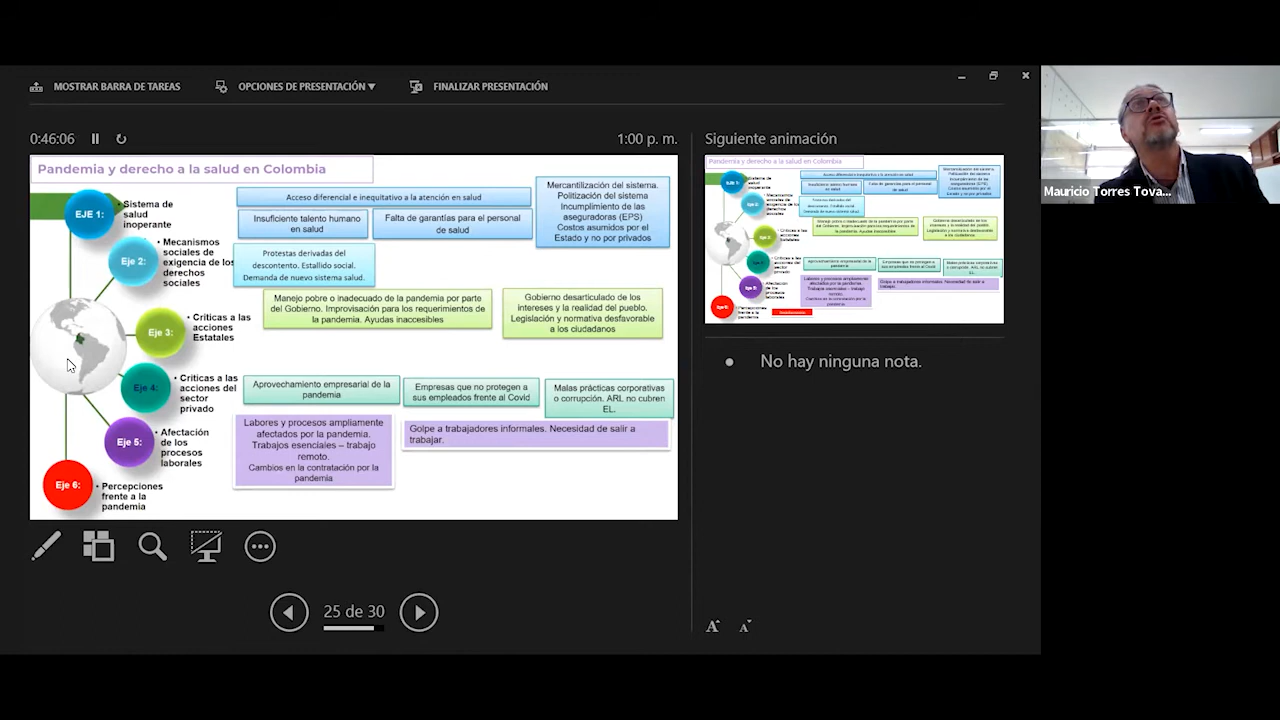 MOSTRAR BARRA DE TAREAS
OPCIONES DE PRESENTACIÓN ▾
FINALIZAR PRESENTACIÓN
0:46:06
1:00 p. m.
Pandemia y derecho a la salud en Colombia
EJE 1:
Sistema de
salud
inoperante
Acceso diferencial e inequitativo a la atención en salud
Insuficiente talento humano
en salud
Falta de garantías para el personal
de salud
Mercantilización del sistema.
Politización del sistema
Incumplimiento de las
aseguradoras (EPS)
Costos asumidos por el
Estado y no por privados
Eje 2:
• Mecanismos
sociales de
exigencia de los
derechos
sociales
Protestas derivadas del
descontento. Estallido social.
Demanda de nuevo sistema salud.
Eje 3:
• Críticas a las
acciones
Estatales
Manejo pobre o inadecuado de la pandemia por parte
del Gobierno. Improvisación para los requerimientos de
la pandemia. Ayudas inaccesibles
Gobierno desarticulado de los
intereses y la realidad del pueblo.
Legislación y normativa desfavorable
a los ciudadanos
Eje 4:
• Críticas a las
acciones del
sector
privado
Aprovechamiento empresarial de la
pandemia
Empresas que no protegen a
sus empleados frente al Covid
Malas prácticas corporativas
o corrupción. ARL no cubren
EL.
Eje 5:
• Afectación
de los
procesos
laborales
Labores y procesos ampliamente
afectados por la pandemia.
Trabajos esenciales – trabajo
remoto.
Cambios en la contratación por la
pandemia
Golpe a trabajadores informales. Necesidad de salir a
trabajar.
Eje 6:
• Percepciones
frente a la
pandemia
25 de 30
Siguiente animación
Pandemia y derecho a la salud en Colombia
No hay ninguna nota.
Mauricio Torres Tova...